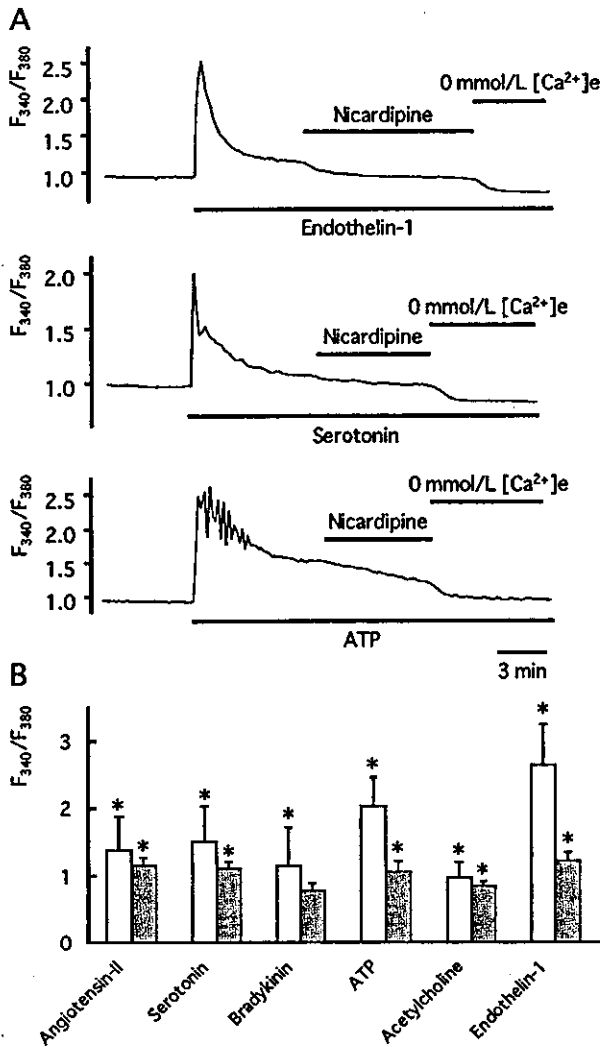 A
F340/F380
2.5
2.0
1.5
1.0
0 mmol/L [Ca2+]e
Nicardipine
Endothelin-1
F340/F380
2.0
1.5
1.0
0 mmol/L [Ca2+]e
Nicardipine
Serotonin
F340/F380
2.5
2.0
1.5
1.0
0 mmol/L [Ca2+]e
Nicardipine
ATP
3 min
B
F340/F380
3
2
1
0
* * * * * * * * * * *
Angiotensin-II
Serotonin
Bradykinin
ATP
Acetylcholine
Endothelin-1